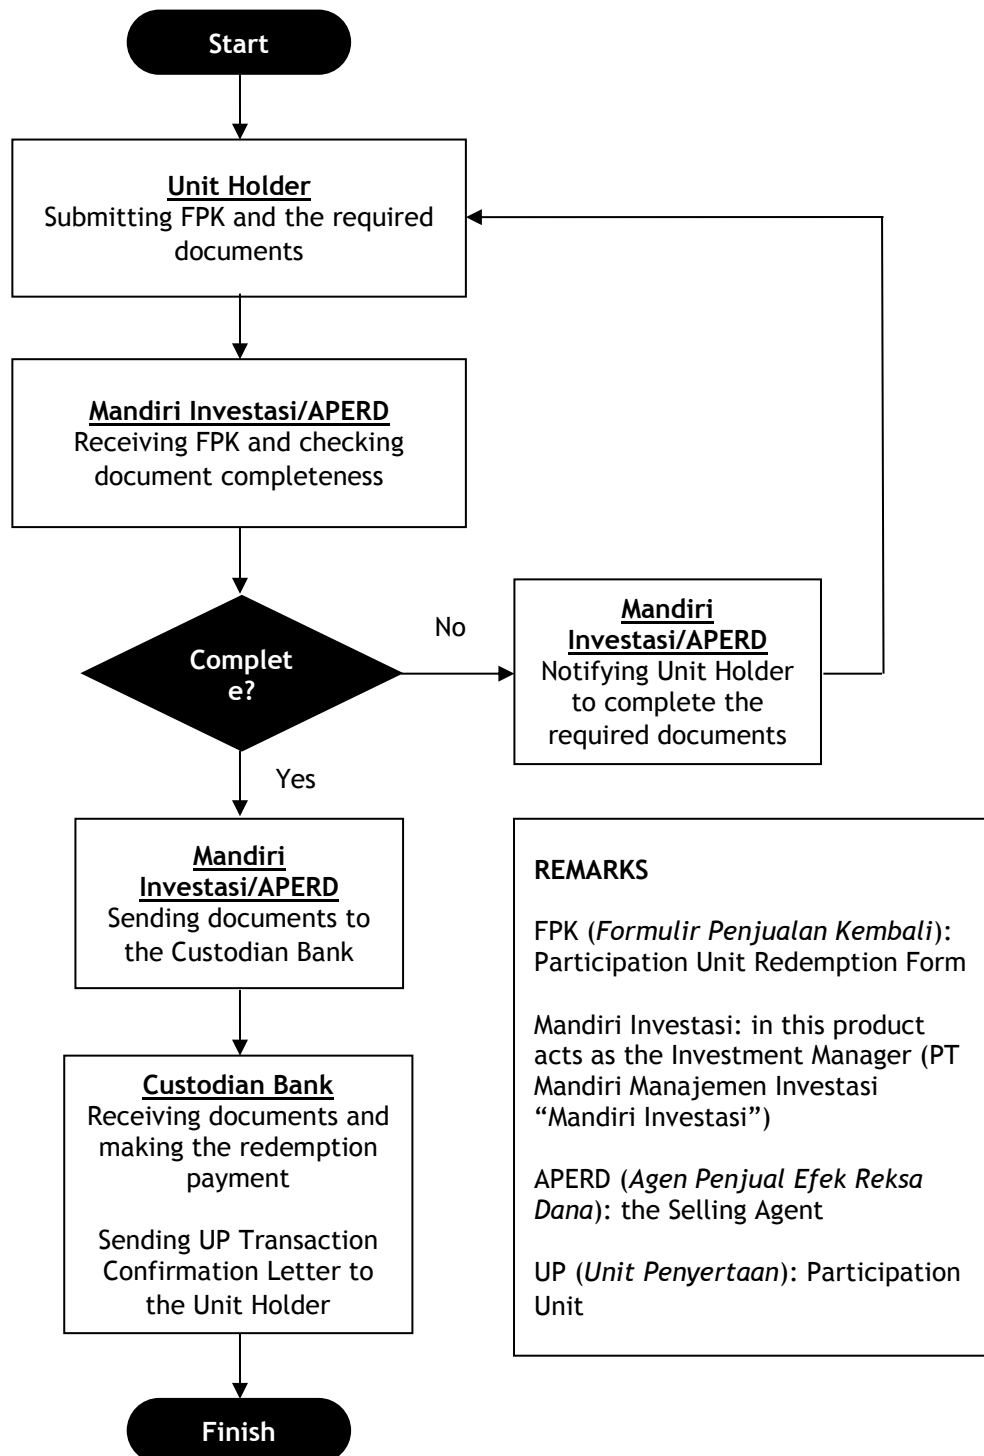 Start
Unit Holder
Submitting FPK and the required
documents
Mandiri Investasi/APERD
Receiving FPK and checking
document completeness
Complet
e?
No
Mandiri
Investasi/APERD
Notifying Unit Holder
to complete the
required documents
Yes
Mandiri
Investasi/APERD
Sending documents to
the Custodian Bank
Custodian Bank
Receiving documents and
making the redemption
payment
Sending UP Transaction
Confirmation Letter to
the Unit Holder
Finish
REMARKS
FPK (Formulir Penjualan Kembali):
Participation Unit Redemption Form
Mandiri Investasi: in this product
acts as the Investment Manager (PT
Mandiri Manajemen Investasi
“Mandiri Investasi”)
APERD (Agen Penjual Efek Reksa
Dana): the Selling Agent
UP (Unit Penyertaan): Participation
Unit